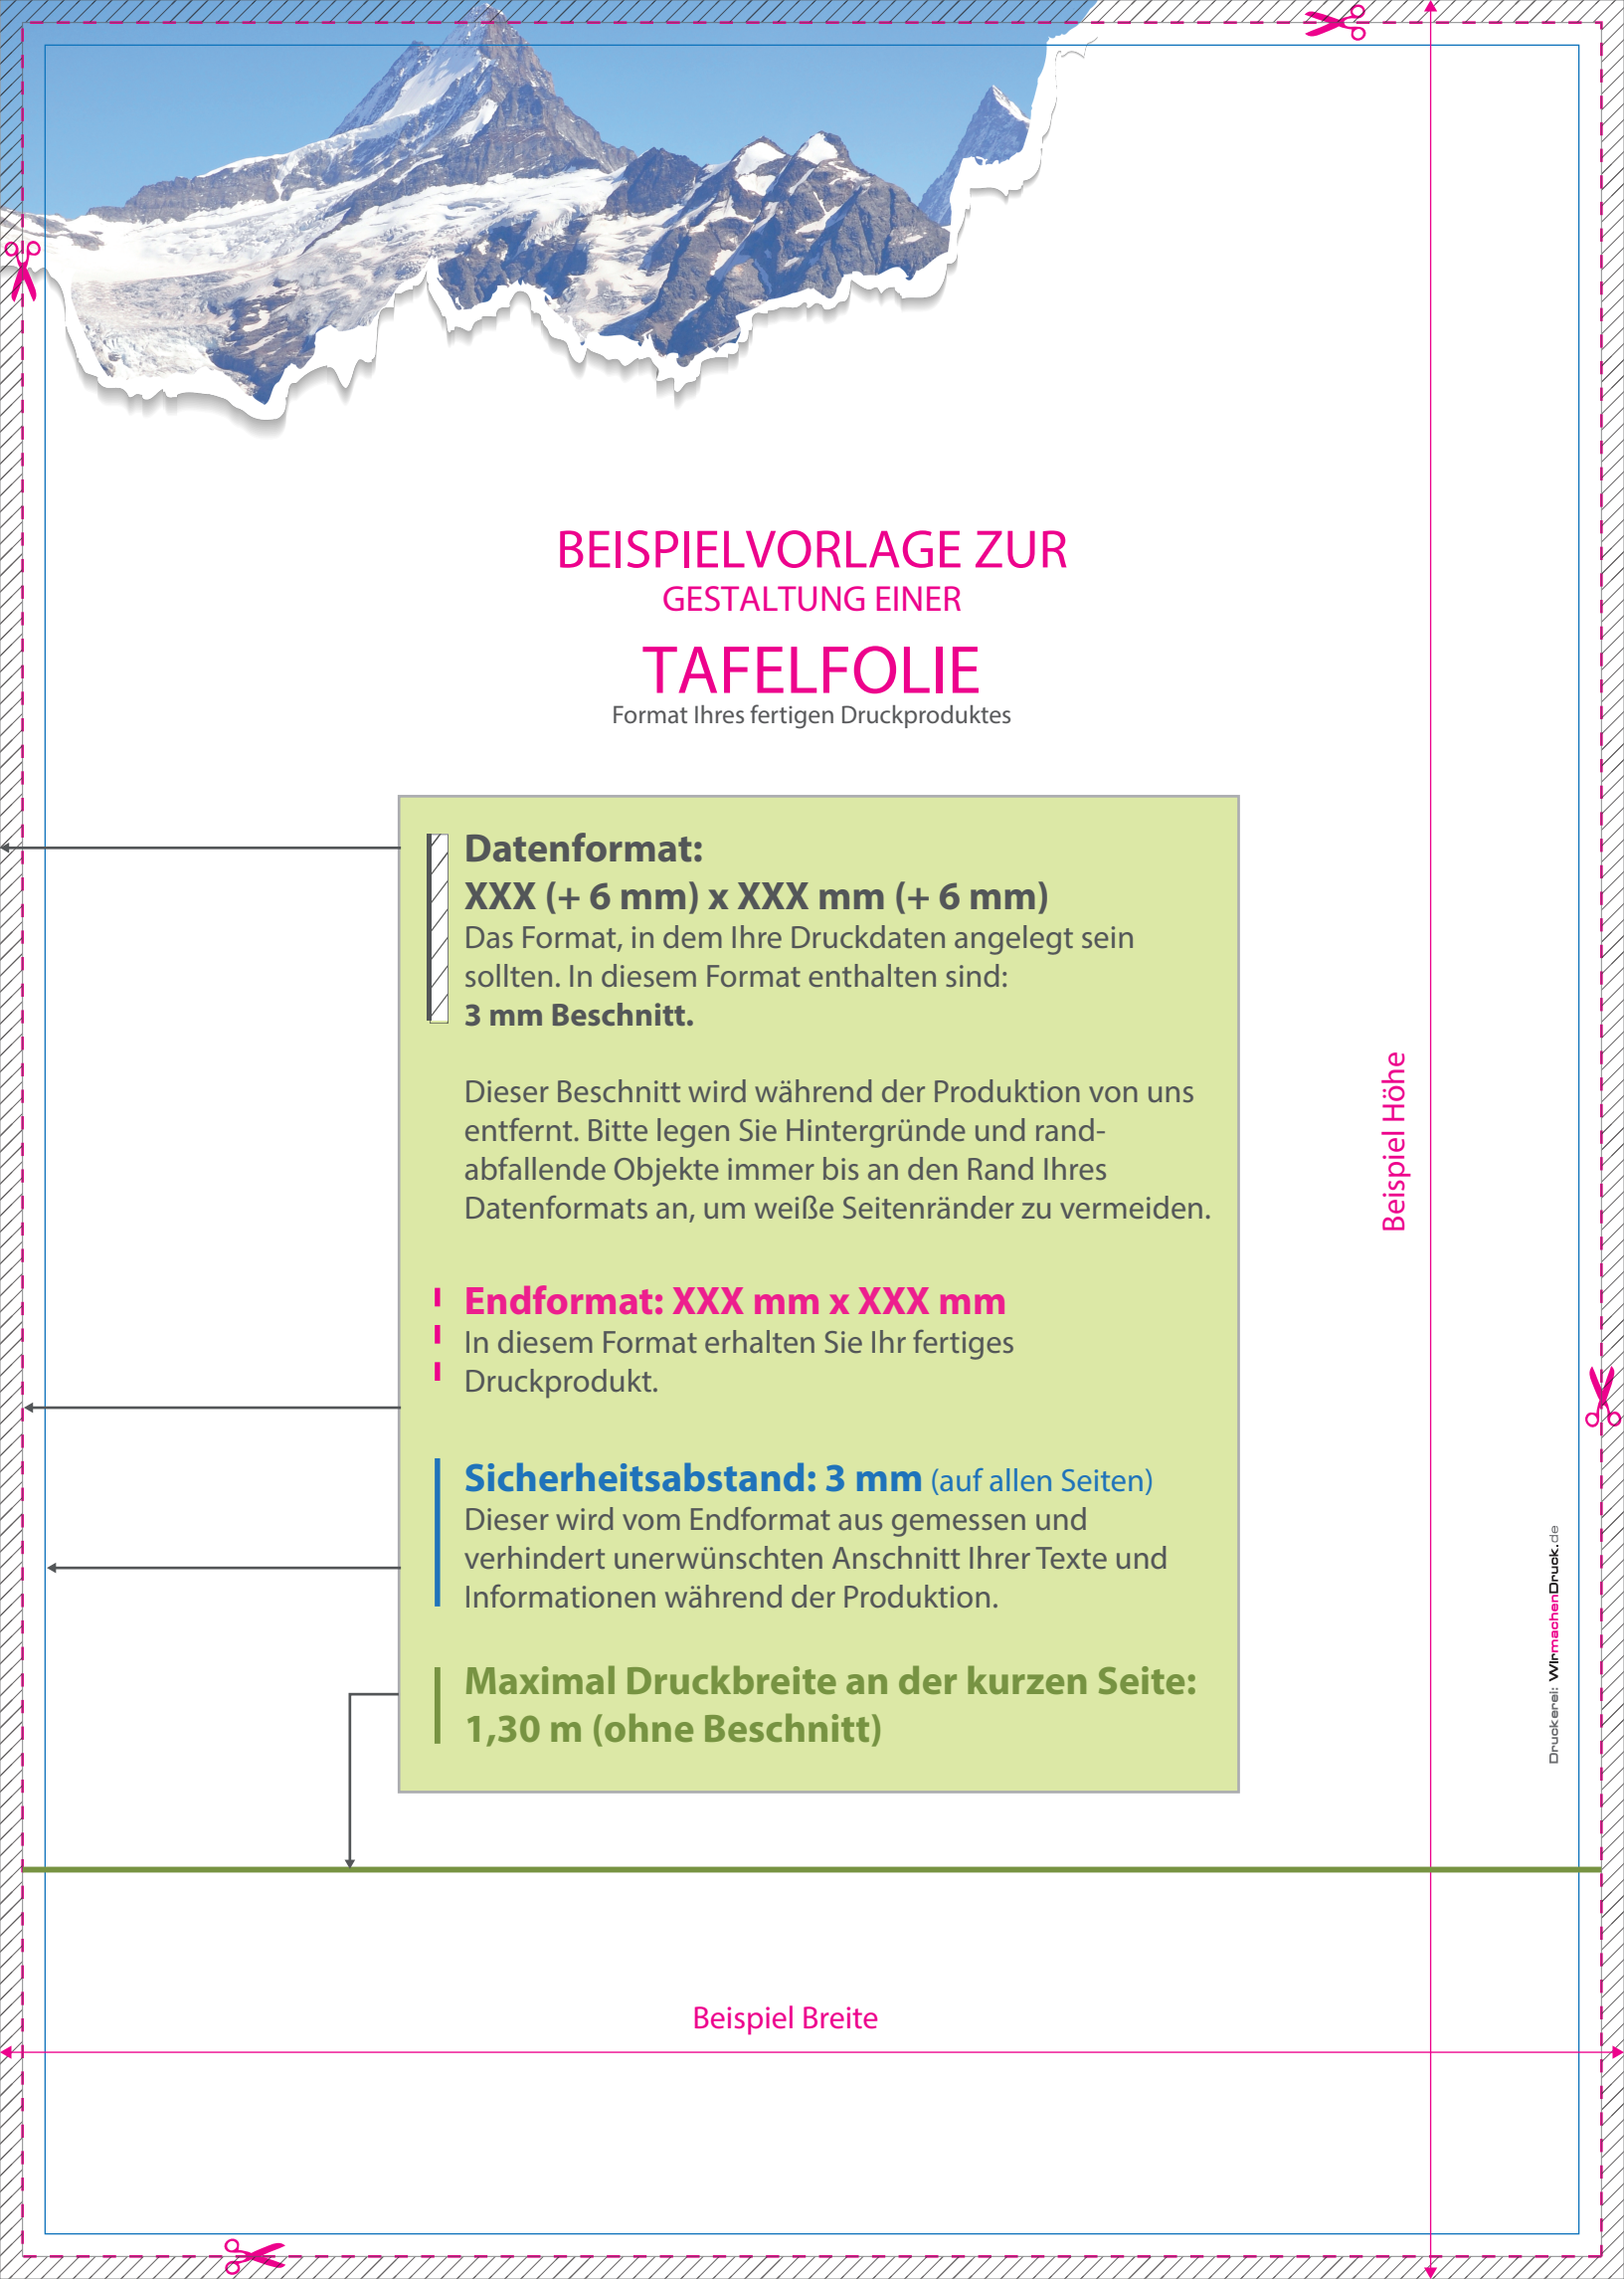 BEISPIELVORLAGE ZUR
GESTALTUNG EINER
TAFELFOLIE
Format Ihres fertigen Druckproduktes
Datenformat:
XXX (+ 6 mm) x XXX mm (+ 6 mm)
Das Format, in dem Ihre Druckdaten angelegt sein
sollten. In diesem Format enthalten sind:
3 mm Beschnitt.
Dieser Beschnitt wird während der Produktion von uns
entfernt. Bitte legen Sie Hintergründe und rand-
abfallende Objekte immer bis an den Rand Ihres
Datenformats an, um weiße Seitenränder zu vermeiden.
Endformat: XXX mm x XXX mm
In diesem Format erhalten Sie Ihr fertiges
Druckprodukt.
Sicherheitsabstand: 3 mm (auf allen Seiten)
Dieser wird vom Endformat aus gemessen und
verhindert unerwünschten Anschnitt Ihrer Texte und
Informationen während der Produktion.
Maximal Druckbreite an der kurzen Seite:
1,30 m (ohne Beschnitt)
Beispiel Höhe
Druckerei: WirmachenDruck.de
Beispiel Breite